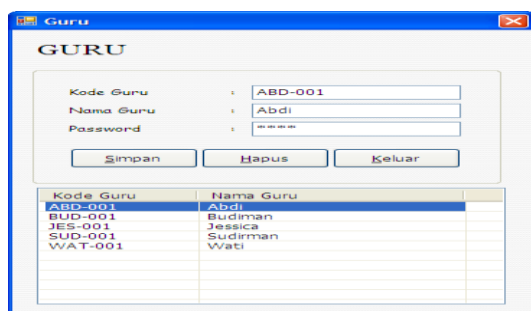 Guru
GURU
Kode Guru : ABD-001
Nama Guru : Abdi
Password : ****
Simpan Hapus Keluar
Kode Guru Nama Guru
ABD-001 Abdi
BUD-001 Budiman
JES-001 Jessica
SUD-001 Sudirman
WAT-001 Wati